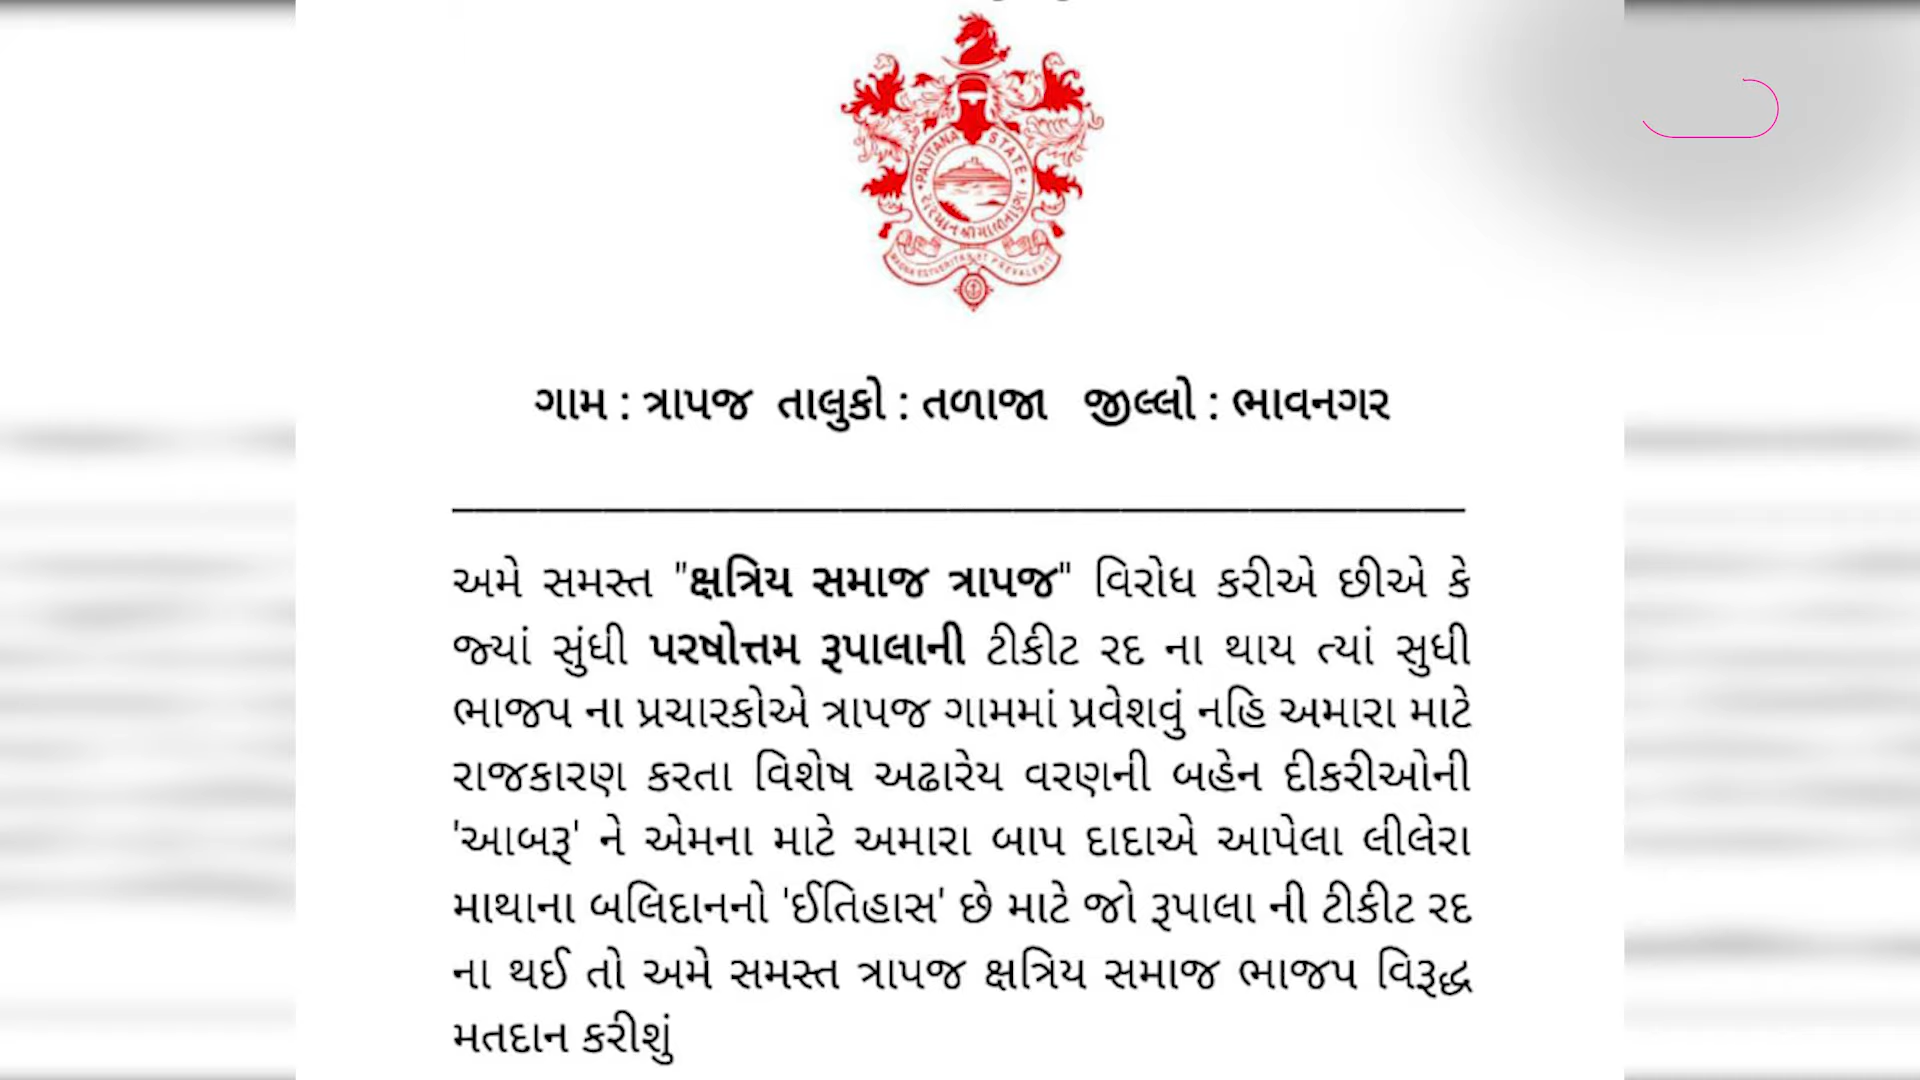 PALITANA STATE
ગામ : ત્રાપજ તાલુકો : તળાજા જીલ્લો : ભાવનગર
અમે સમસ્ત "ક્ષત્રિય સમાજ ત્રાપજ" વિરોધ કરીએ છીએ કે
જ્યાં સુંધી પરષોત્તમ રૂપાલાની ટીકીટ રદ ના થાય ત્યાં સુધી
ભાજપ ના પ્રચારકોએ ત્રાપજ ગામમાં પ્રવેશવું નહિ અમારા માટે
રાજકારણ કરતા વિશેષ અઢારેય વરણની બહેન દીકરીઓની
'આબરૂ' ને એમના માટે અમારા બાપ દાદાએ આપેલા લીલેરા
માથાના બલિદાનનો 'ઈતિહાસ' છે માટે જો રૂપાલા ની ટીકીટ રદ
ના થઈ તો અમે સમસ્ત ત્રાપજ ક્ષત્રિય સમાજ ભાજપ વિરૂદ્ધ
મતદાન કરીશું